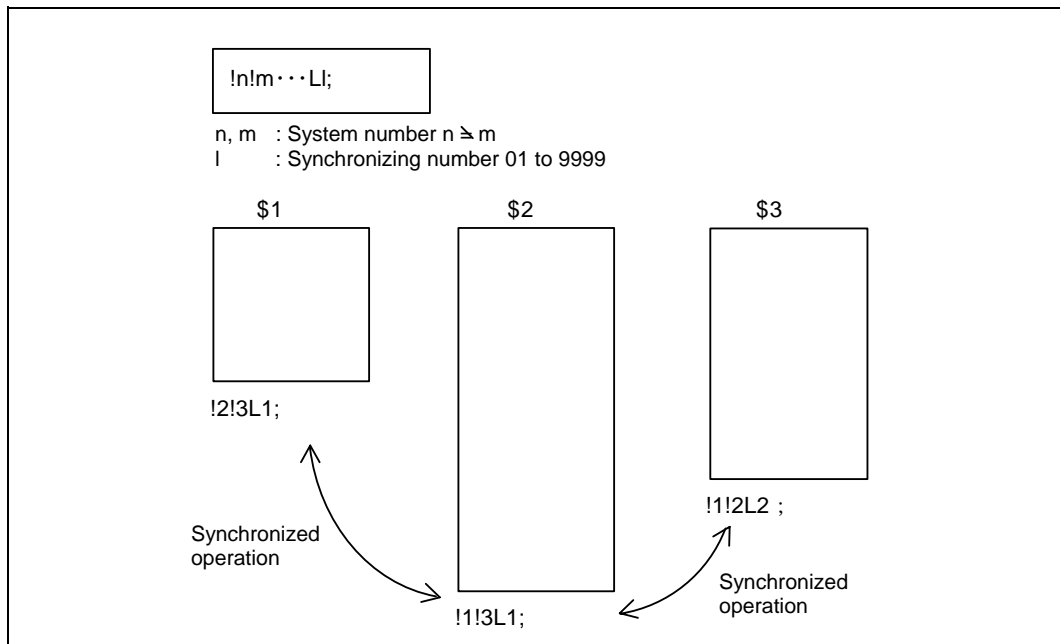 !n!m･･･Ll;
n, m : System number n ≒ m
l : Synchronizing number 01 to 9999
$1 $2 $3
!2!3L1;
!1!2L2 ;
Synchronized
operation
Synchronized
operation
!1!3L1;